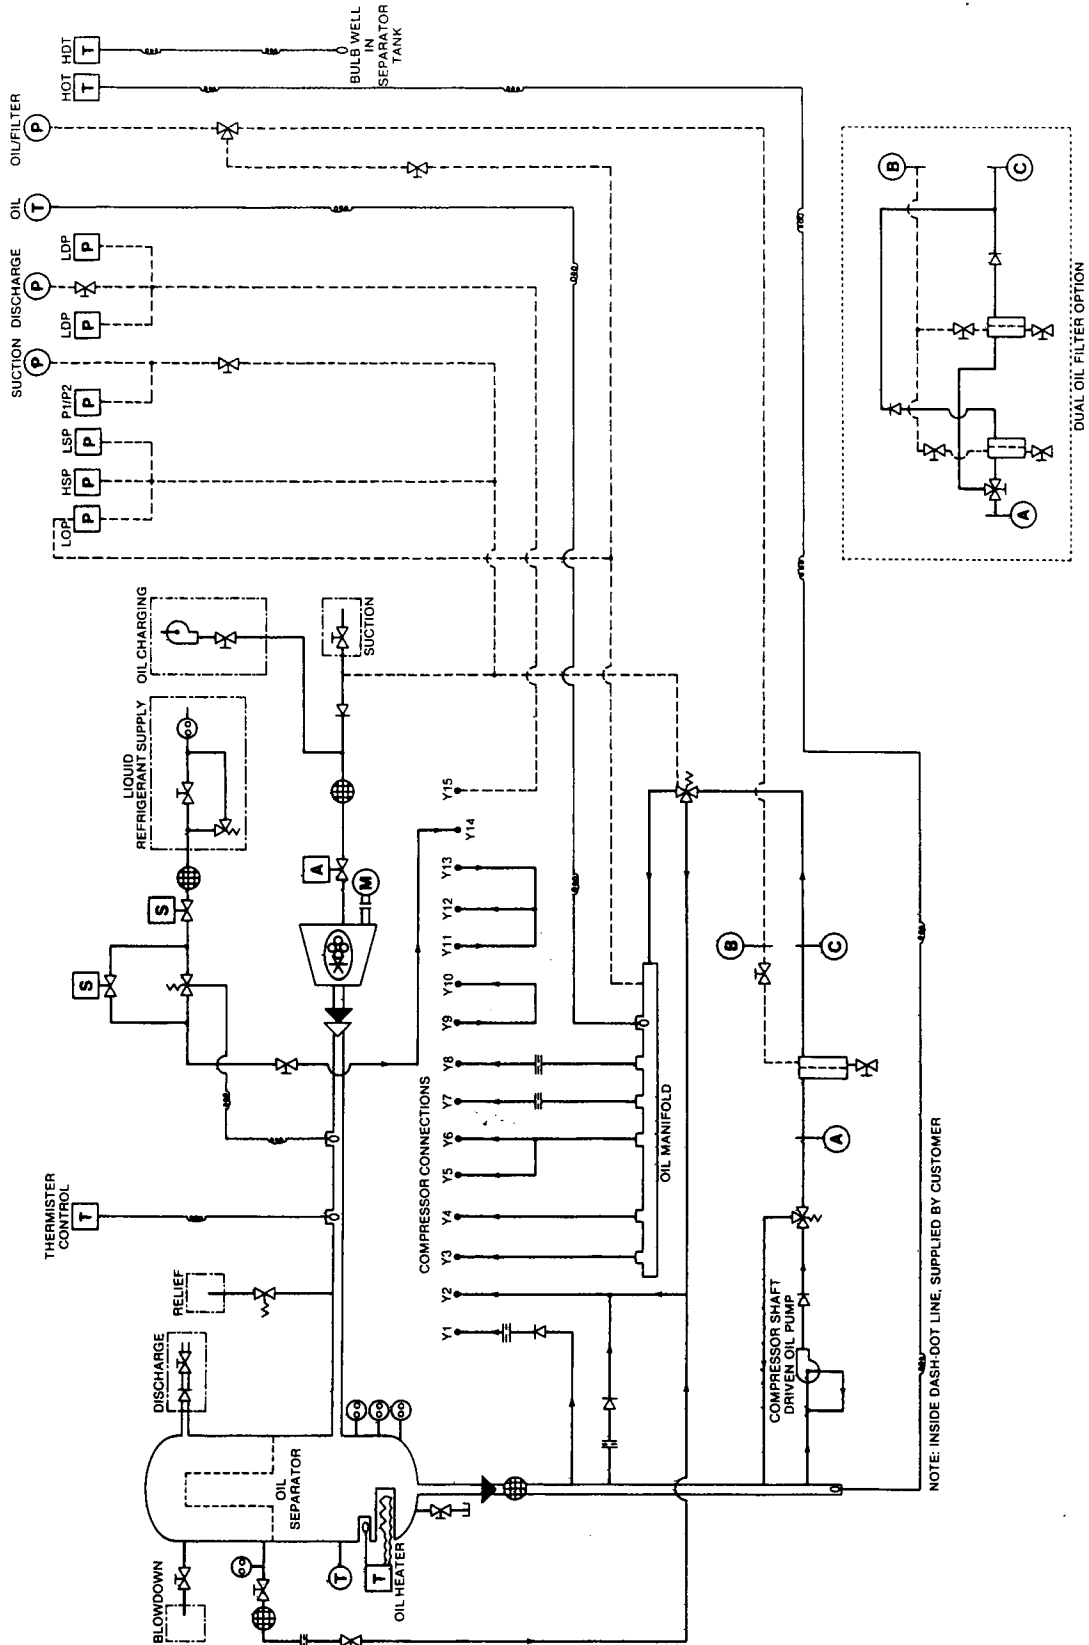 HDT
T
BULB WELL
IN
SEPARATOR
TANK
HOT
T
OIL/FILTER
P
OIL
T
LDP
P
DISCHARGE
P
LDP
P
SUCTION
P
P1/P2
P
LSP
P
HSP
P
LOP
P
OIL CHARGING
SUCTION
LIQUID
REFRIGERANT SUPPLY
S
S
A
M
THERMISTER
CONTROL
T
RELIEF
DISCHARGE
OIL
SEPARATOR
BLOWDOWN
T
T
OIL HEATER
COMPRESSOR CONNECTIONS
Y1
Y2
Y3
Y4
Y5
Y6
Y7
Y8
Y9
Y10
Y11
Y12
Y13
Y14
Y15
OIL MANIFOLD
COMPRESSOR SHAFT
DRIVEN OIL PUMP
A
B
C
A
B
C
DUAL OIL FILTER OPTION
NOTE: INSIDE DASH-DOT LINE, SUPPLIED BY CUSTOMER